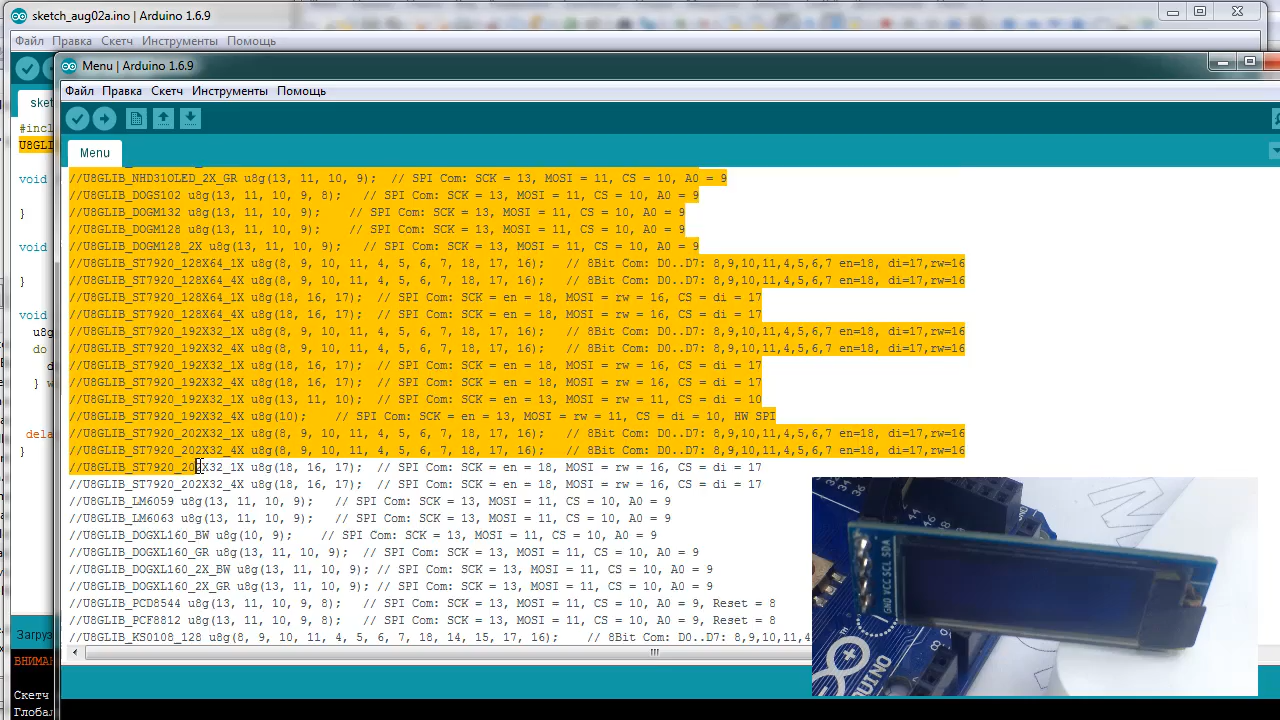 sketch_aug02a.ino | Arduino 1.6.9
Файл Правка Скетч Инструменты Помощь
Menu | Arduino 1.6.9
Файл Правка Скетч Инструменты Помощь
sket
Menu
#incl
U8GLI
void
}
void
}
void
u8g
do
d
} w
dela
}
//U8GLIB_NHD31OLED_2X_GR u8g(13, 11, 10, 9);  // SPI Com: SCK = 13, MOSI = 11, CS = 10, A0 = 9
//U8GLIB_DOGS102 u8g(13, 11, 10, 9, 8);   // SPI Com: SCK = 13, MOSI = 11, CS = 10, A0 = 9
//U8GLIB_DOGM132 u8g(13, 11, 10, 9);    // SPI Com: SCK = 13, MOSI = 11, CS = 10, A0 = 9
//U8GLIB_DOGM128 u8g(13, 11, 10, 9);    // SPI Com: SCK = 13, MOSI = 11, CS = 10, A0 = 9
//U8GLIB_DOGM128_2X u8g(13, 11, 10, 9);   // SPI Com: SCK = 13, MOSI = 11, CS = 10, A0 = 9
//U8GLIB_ST7920_128X64_1X u8g(8, 9, 10, 11, 4, 5, 6, 7, 18, 17, 16);   // 8Bit Com: D0..D7: 8,9,10,11,4,5,6,7 en=18, di=17,rw=16
//U8GLIB_ST7920_128X64_4X u8g(8, 9, 10, 11, 4, 5, 6, 7, 18, 17, 16);   // 8Bit Com: D0..D7: 8,9,10,11,4,5,6,7 en=18, di=17,rw=16
//U8GLIB_ST7920_128X64_1X u8g(18, 16, 17);  // SPI Com: SCK = en = 18, MOSI = rw = 16, CS = di = 17
//U8GLIB_ST7920_128X64_4X u8g(18, 16, 17);  // SPI Com: SCK = en = 18, MOSI = rw = 16, CS = di = 17
//U8GLIB_ST7920_192X32_1X u8g(8, 9, 10, 11, 4, 5, 6, 7, 18, 17, 16);   // 8Bit Com: D0..D7: 8,9,10,11,4,5,6,7 en=18, di=17,rw=16
//U8GLIB_ST7920_192X32_4X u8g(8, 9, 10, 11, 4, 5, 6, 7, 18, 17, 16);   // 8Bit Com: D0..D7: 8,9,10,11,4,5,6,7 en=18, di=17,rw=16
//U8GLIB_ST7920_192X32_1X u8g(18, 16, 17);  // SPI Com: SCK = en = 18, MOSI = rw = 16, CS = di = 17
//U8GLIB_ST7920_192X32_4X u8g(18, 16, 17);  // SPI Com: SCK = en = 18, MOSI = rw = 16, CS = di = 17
//U8GLIB_ST7920_192X32_1X u8g(13, 11, 10);  // SPI Com: SCK = en = 18, MOSI = rw = 11, CS = di = 10
//U8GLIB_ST7920_192X32_4X u8g(10);    // SPI Com: SCK = en = 13, MOSI = rw = 11, CS = di = 10, HW SPI
//U8GLIB_ST7920_202X32_1X u8g(8, 9, 10, 11, 4, 5, 6, 7, 18, 17, 16);   // 8Bit Com: D0..D7: 8,9,10,11,4,5,6,7 en=18, di=17,rw=16
//U8GLIB_ST7920_202X32_4X u8g(8, 9, 10, 11, 4, 5, 6, 7, 18, 17, 16);   // 8Bit Com: D0..D7: 8,9,10,11,4,5,6,7 en=18, di=17,rw=16
//U8GLIB_ST7920_202X32_1X u8g(18, 16, 17);  // SPI Com: SCK = en = 18, MOSI = rw = 16, CS = di = 17
//U8GLIB_ST7920_202X32_4X u8g(18, 16, 17);  // SPI Com: SCK = en = 18, MOSI = rw = 16, CS = di = 17
//U8GLIB_LM6059 u8g(13, 11, 10, 9);   // SPI Com: SCK = 13, MOSI = 11, CS = 10, A0 = 9
//U8GLIB_LM6063 u8g(13, 11, 10, 9);   // SPI Com: SCK = 13, MOSI = 11, CS = 10, A0 = 9
//U8GLIB_DOGXL160_BW u8g(10, 9);    // SPI Com: SCK = 13, MOSI = 11, CS = 10, A0 = 9
//U8GLIB_DOGXL160_GR u8g(13, 11, 10, 9);  // SPI Com: SCK = 13, MOSI = 11, CS = 10, A0 = 9
//U8GLIB_DOGXL160_2X_BW u8g(13, 11, 10, 9); // SPI Com: SCK = 13, MOSI = 11, CS = 10, A0 = 9
//U8GLIB_DOGXL160_2X_GR u8g(13, 11, 10, 9); // SPI Com: SCK = 13, MOSI = 11, CS = 10, A0 = 9
//U8GLIB_PCD8544 u8g(13, 11, 10, 9, 8);   // SPI Com: SCK = 13, MOSI = 11, CS = 10, A0 = 9, Reset = 8
//U8GLIB_PCF8812 u8g(13, 11, 10, 9, 8);   // SPI Com: SCK = 13, MOSI = 11, CS = 10, A0 = 9, Reset = 8
//U8GLIB_KS0108_128 u8g(8, 9, 10, 11, 4, 5, 6, 7, 18, 14, 15, 17, 16);    // 8Bit Com: D0..D7: 8,9,10,11,4
Загруз
ВНИМАН
Скетч
Глобал
GND VCC SCL SDA
44